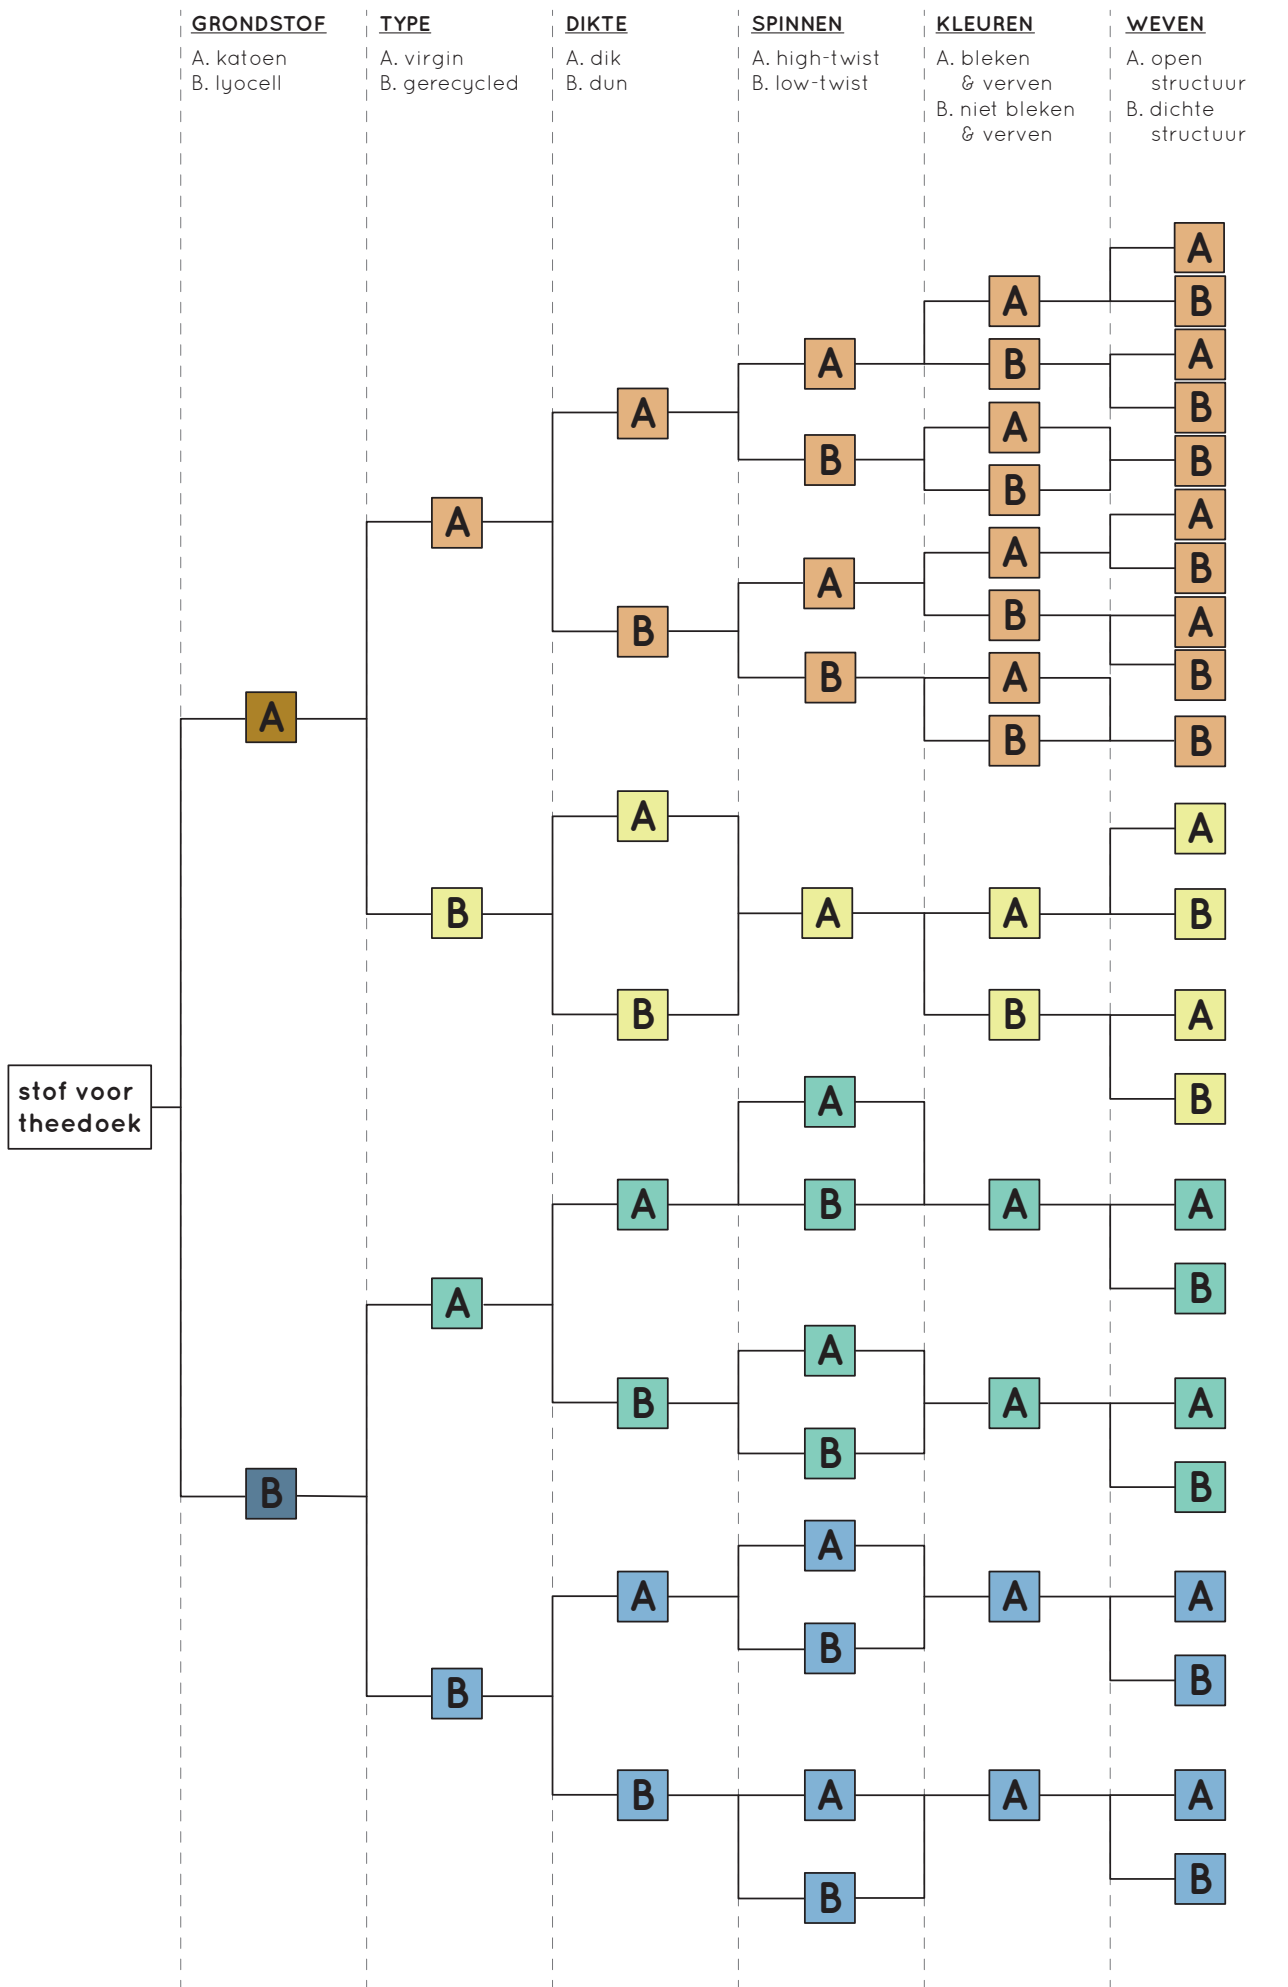 GRONDSTOF
A. katoen
B. lyocell
TYPE
A. virgin
B. gerecycled
DIKTE
A. dik
B. dun
SPINNEN
A. high-twist
B. low-twist
KLEUREN
A. bleken
& verven
B. niet bleken
& verven
WEVEN
A. open
structuur
B. dichte
structuur
A
A
B
A
A
B
A
B
A
B
B
A
B
B
A
A
A
B
A
B
B
A
B
A
B
A
B
B
A
A
B
A
A
B
B
B
A
A
B
stof voor
theedoek
A
B
A
B
A
A
B
A
A
B
A
A
B
B
B
A
A
A
A
B
B
B
B
A
A
A
B
B
B